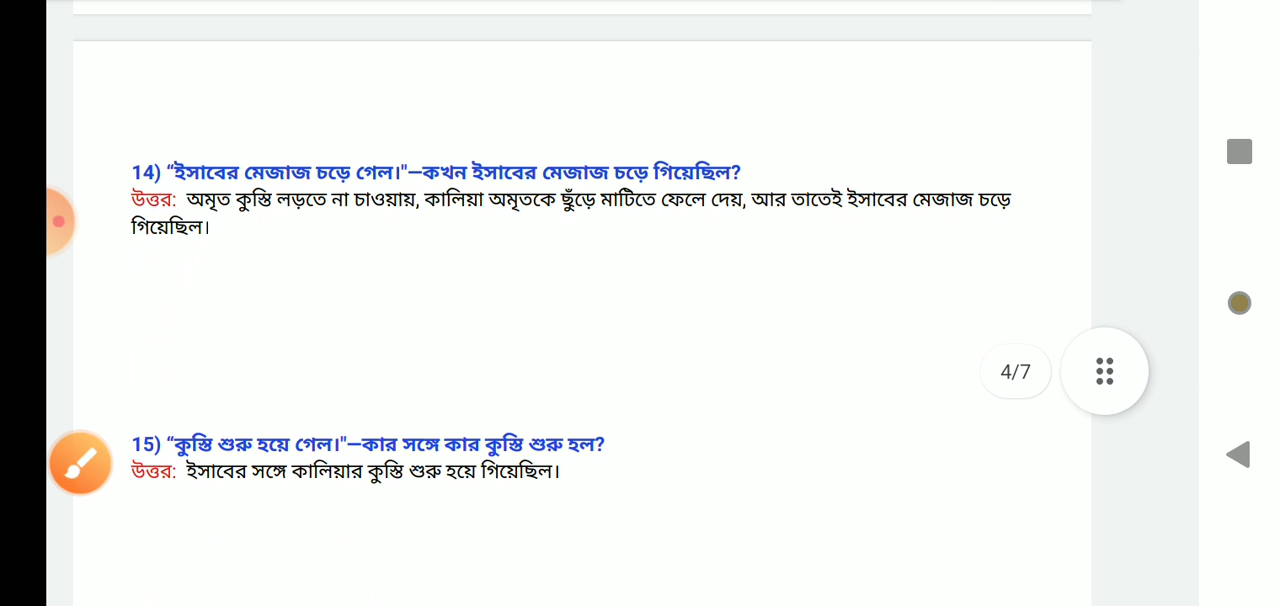 14) “ইসাবের মেজাজ চড়ে গেল।"—কখন ইসাবের মেজাজ চড়ে গিয়েছিল?
উত্তর: অমৃত কুস্তি লড়তে না চাওয়ায়, কালিয়া অমৃতকে ছুঁড়ে মাটিতে ফেলে দেয়, আর তাতেই ইসাবের মেজাজ চড়ে
গিয়েছিল।
4/7
15) “কুস্তি শুরু হয়ে গেল।"—কার সঙ্গে কার কুস্তি শুরু হল?
উত্তর: ইসাবের সঙ্গে কালিয়ার কুস্তি শুরু হয়ে গিয়েছিল।